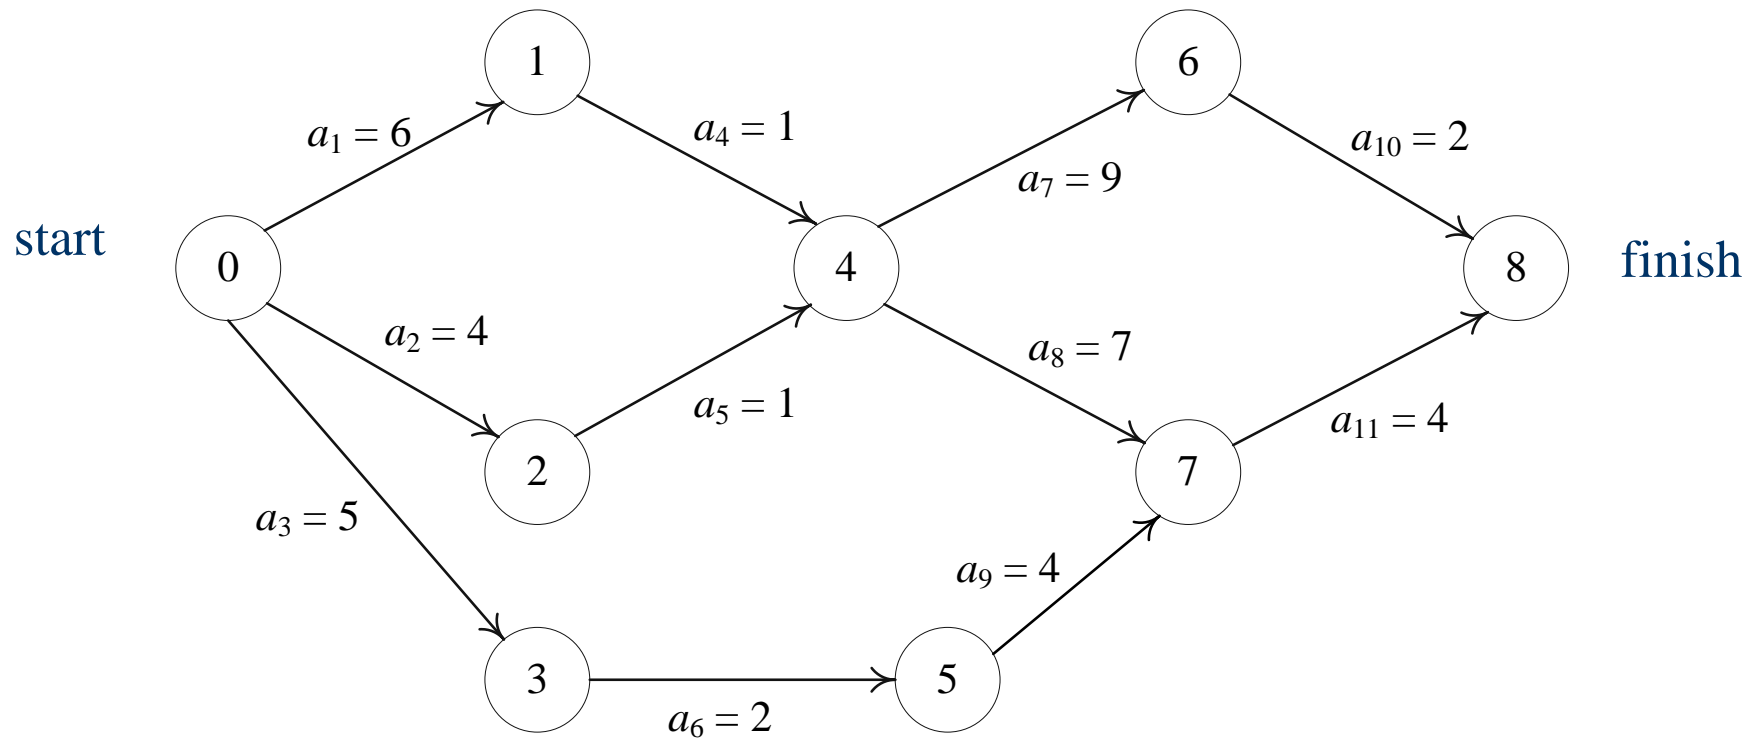 1
6
a₁ = 6
a₄ = 1
a₁₀ = 2
a₇ = 9
start
0
4
8
finish
a₂ = 4
a₈ = 7
a₅ = 1
a₁₁ = 4
2
7
a₃ = 5
a₉ = 4
3
5
a₆ = 2